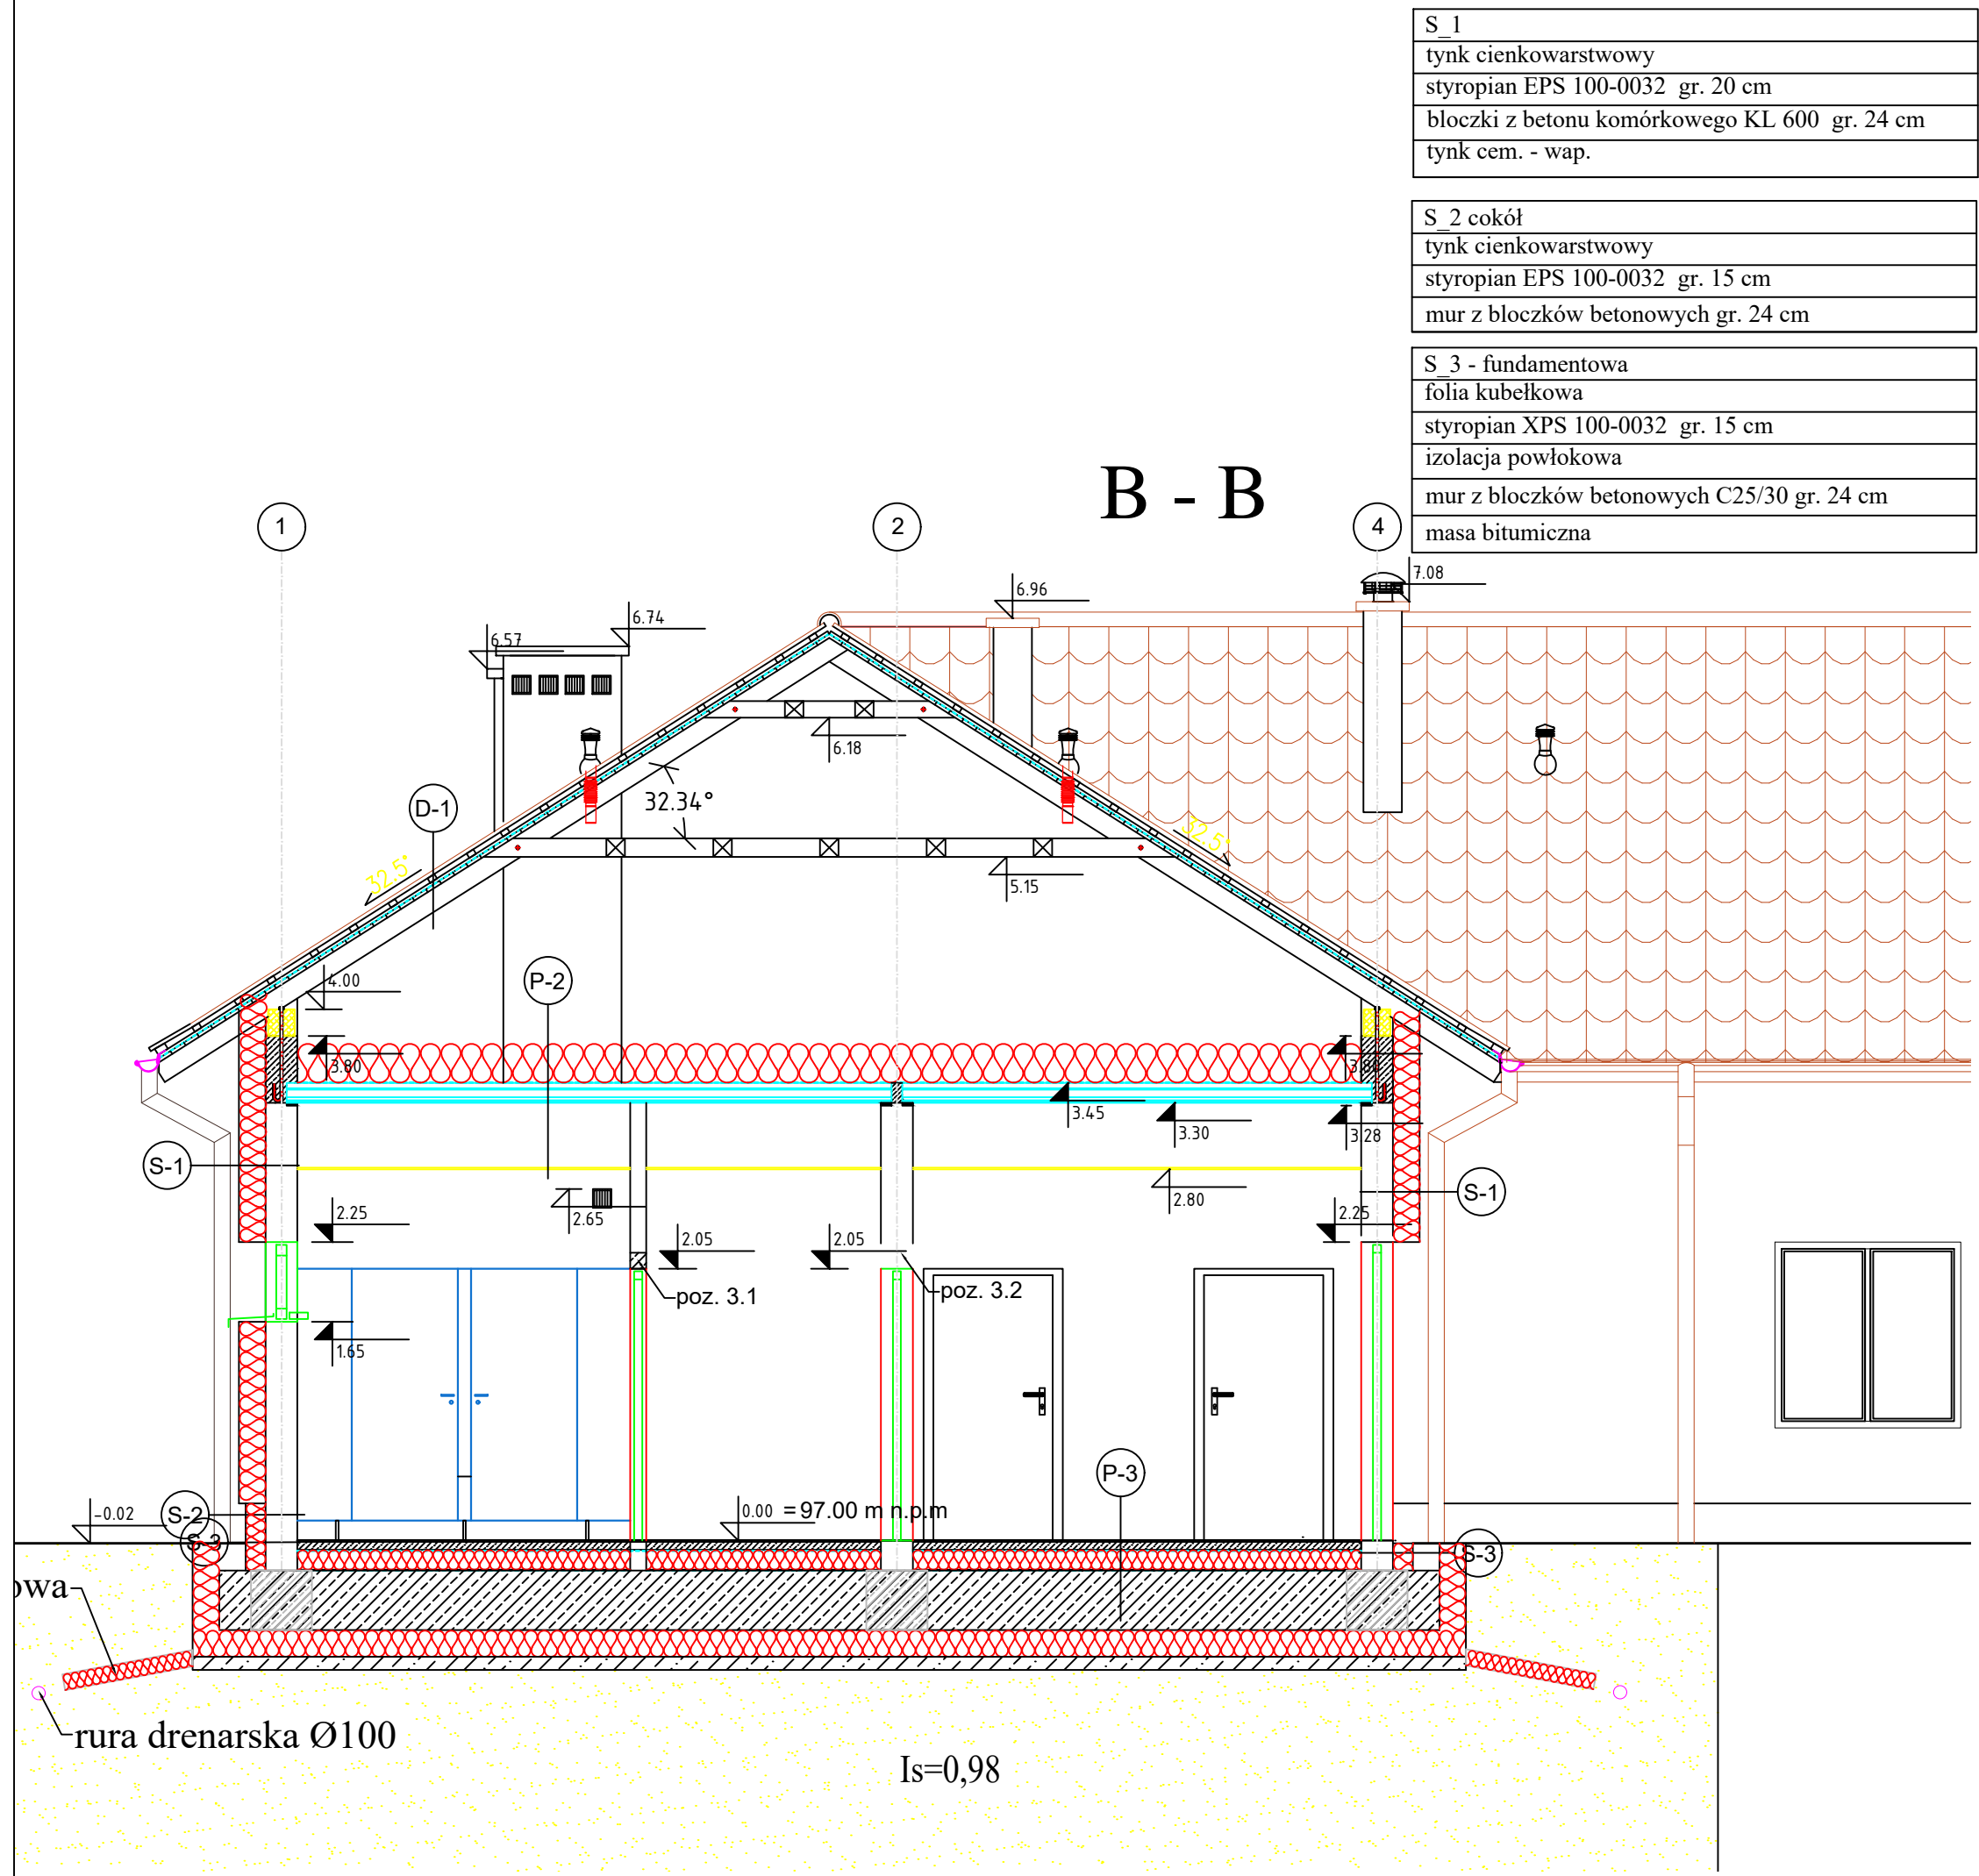 S_1
tynk cienkowarstwowy
styropian EPS 100-0032 gr. 20 cm
bloczki z betonu komórkowego KL 600 gr. 24 cm
tynk cem. - wap.
S_2 cokół
tynk cienkowarstwowy
styropian EPS 100-0032 gr. 15 cm
mur z bloczków betonowych gr. 24 cm
S_3 - fundamentowa
folia kubełkowa
styropian XPS 100-0032 gr. 15 cm
izolacja powłokowa
mur z bloczków betonowych C25/30 gr. 24 cm
masa bitumiczna
B - B
1
2
4
7.08
6.96
6.74
6.57
6.18
32.34°
D-1
32.5°
32.5°
5.15
P-2
4.00
3.80
3.80
3.45
3.30
3.28
S-1
S-1
2.80
2.65
2.25
2.25
2.05
2.05
poz. 3.1
poz. 3.2
1.65
P-3
-0.02
S-2
0.00 = 97.00 m n.p.m
S-3
S-3
owa
rura drenarska Ø100
Is=0,98